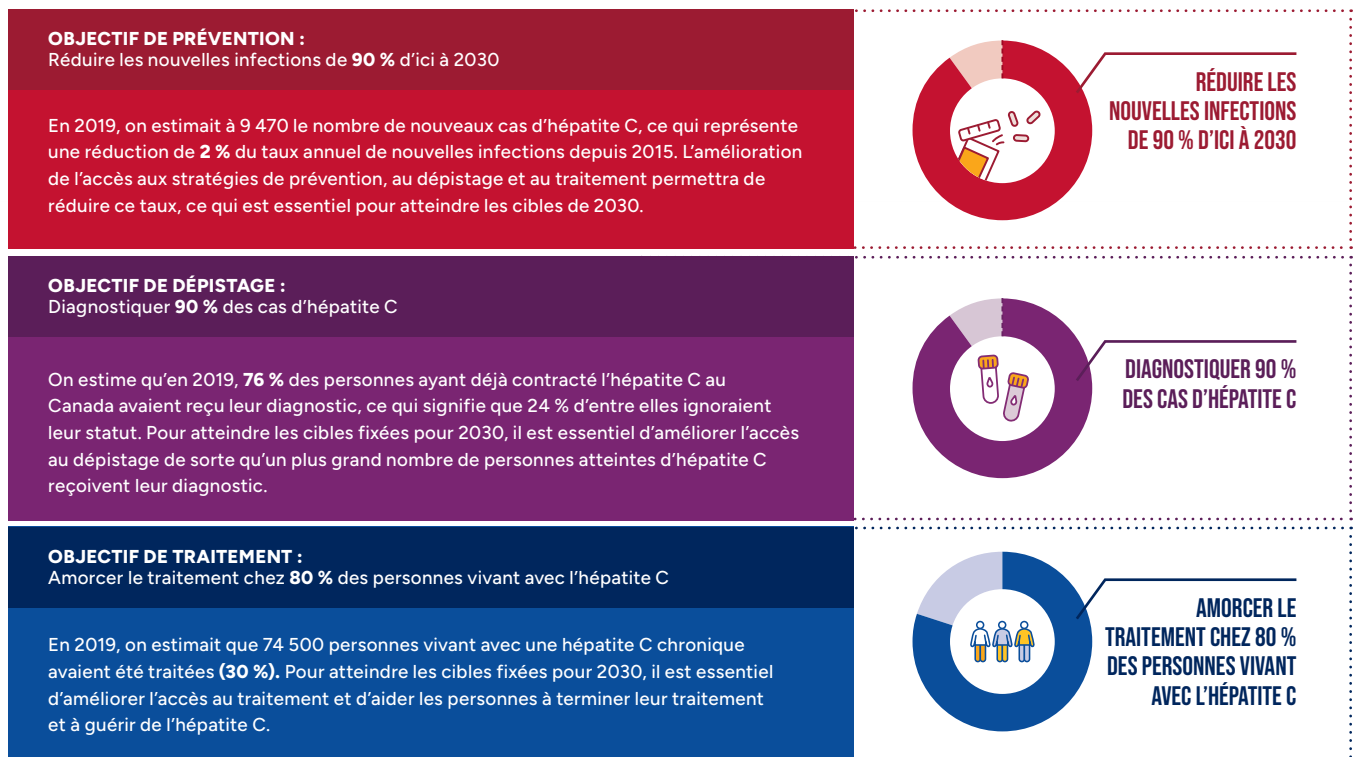 OBJECTIF DE PRÉVENTION :
Réduire les nouvelles infections de 90 % d’ici à 2030
En 2019, on estimait à 9 470 le nombre de nouveaux cas d’hépatite C, ce qui représente
une réduction de 2 % du taux annuel de nouvelles infections depuis 2015. L’amélioration
de l’accès aux stratégies de prévention, au dépistage et au traitement permettra de
réduire ce taux, ce qui est essentiel pour atteindre les cibles de 2030.
RÉDUIRE LES
NOUVELLES INFECTIONS
DE 90 % D’ICI À 2030
OBJECTIF DE DÉPISTAGE :
Diagnostiquer 90 % des cas d’hépatite C
On estime qu’en 2019, 76 % des personnes ayant déjà contracté l’hépatite C au
Canada avaient reçu leur diagnostic, ce qui signifie que 24 % d’entre elles ignoraient
leur statut. Pour atteindre les cibles fixées pour 2030, il est essentiel d’améliorer l’accès
au dépistage de sorte qu’un plus grand nombre de personnes atteintes d’hépatite C
reçoivent leur diagnostic.
DIAGNOSTIQUER 90 %
DES CAS D’HÉPATITE C
OBJECTIF DE TRAITEMENT :
Amorcer le traitement chez 80 % des personnes vivant avec l’hépatite C
En 2019, on estimait que 74 500 personnes vivant avec une hépatite C chronique
avaient été traitées (30 %). Pour atteindre les cibles fixées pour 2030, il est essentiel
d’améliorer l’accès au traitement et d’aider les personnes à terminer leur traitement
et à guérir de l’hépatite C.
AMORCER LE
TRAITEMENT CHEZ 80 %
DES PERSONNES VIVANT
AVEC L’HÉPATITE C